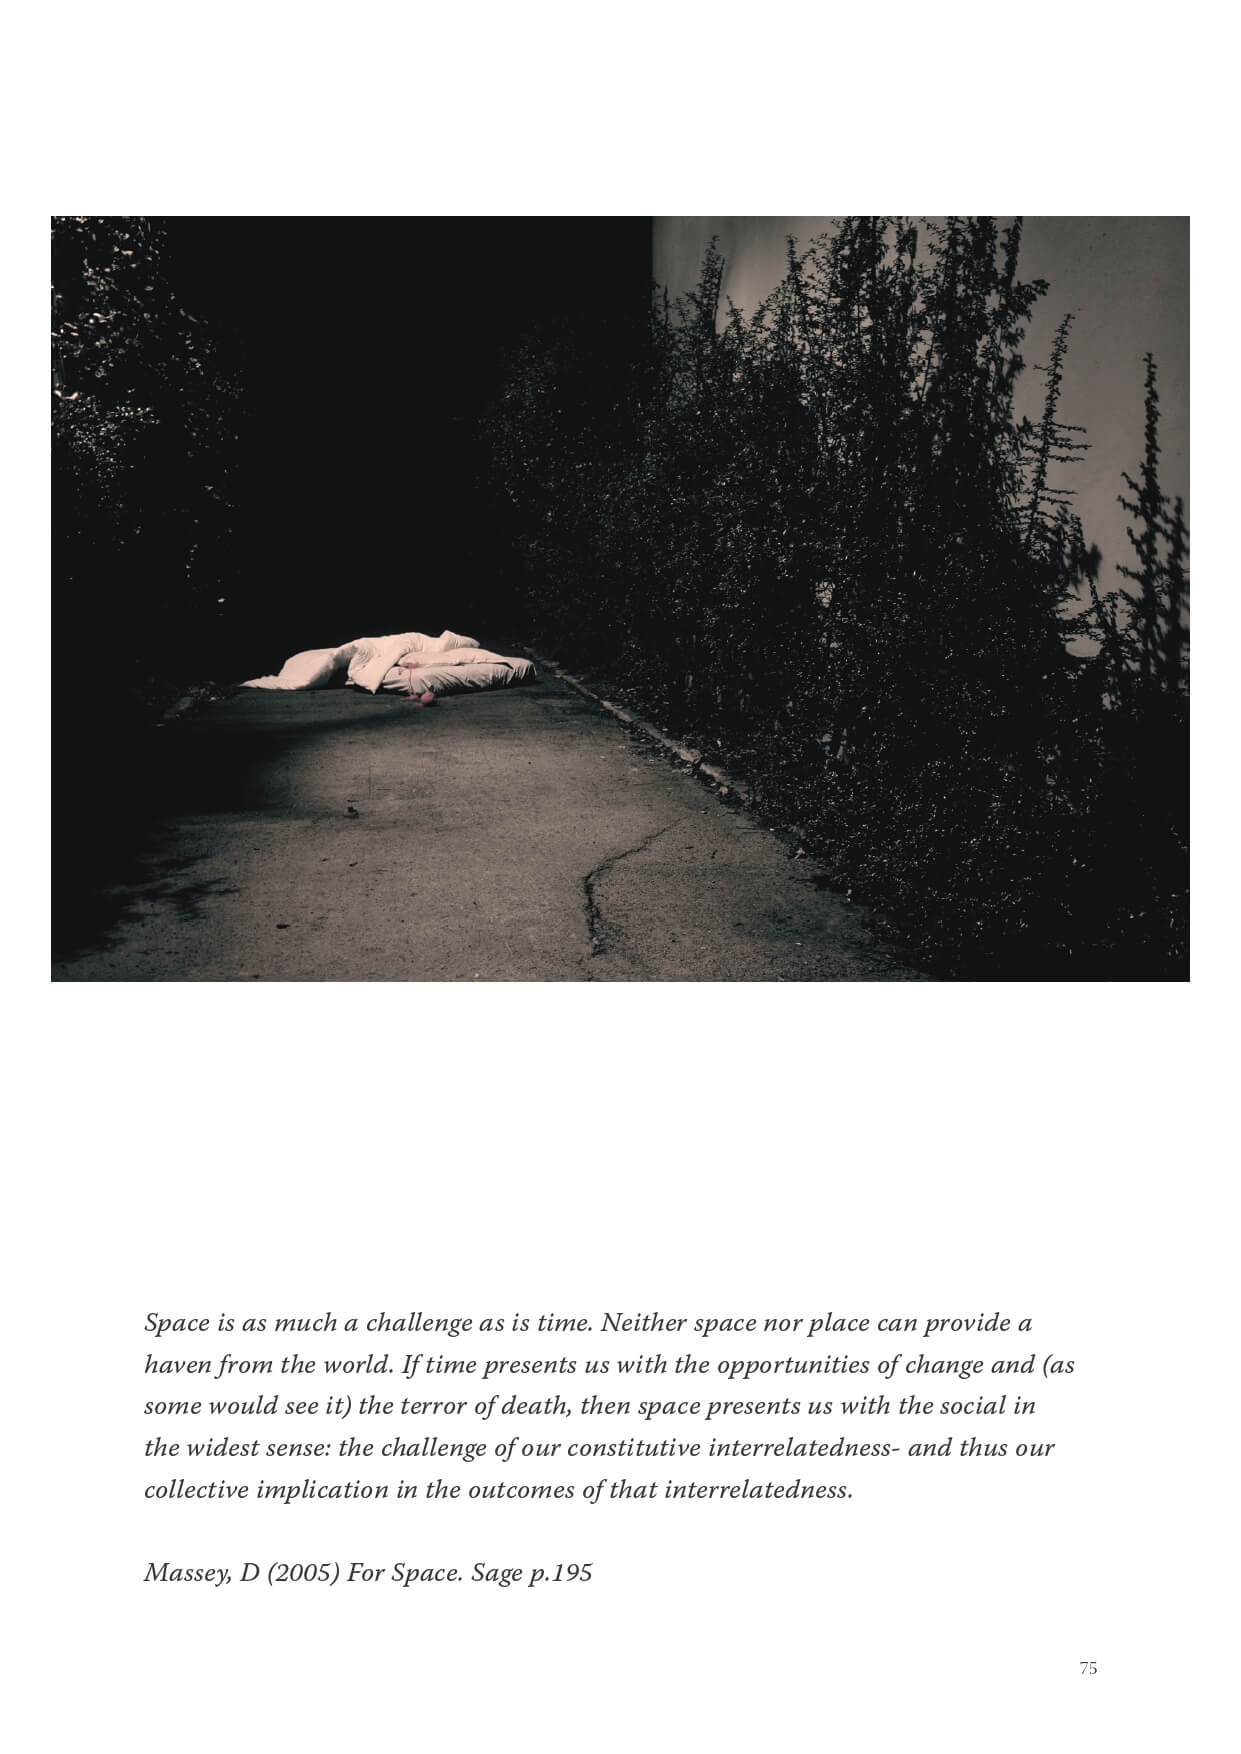 Space is as much a challenge as is time. Neither space nor place can provide a
haven from the world. If time presents us with the opportunities of change and (as
some would see it) the terror of death, then space presents us with the social in
the widest sense: the challenge of our constitutive interrelatedness- and thus our
collective implication in the outcomes of that interrelatedness.
Massey, D (2005) For Space. Sage p.195
75